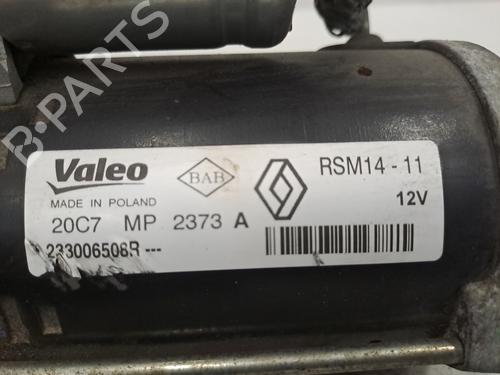 B-PARTS
Valeo
MADE IN POLAND
BAB
RSM14 - 11
12V
20C7 MP 2373 A
233006508R ---